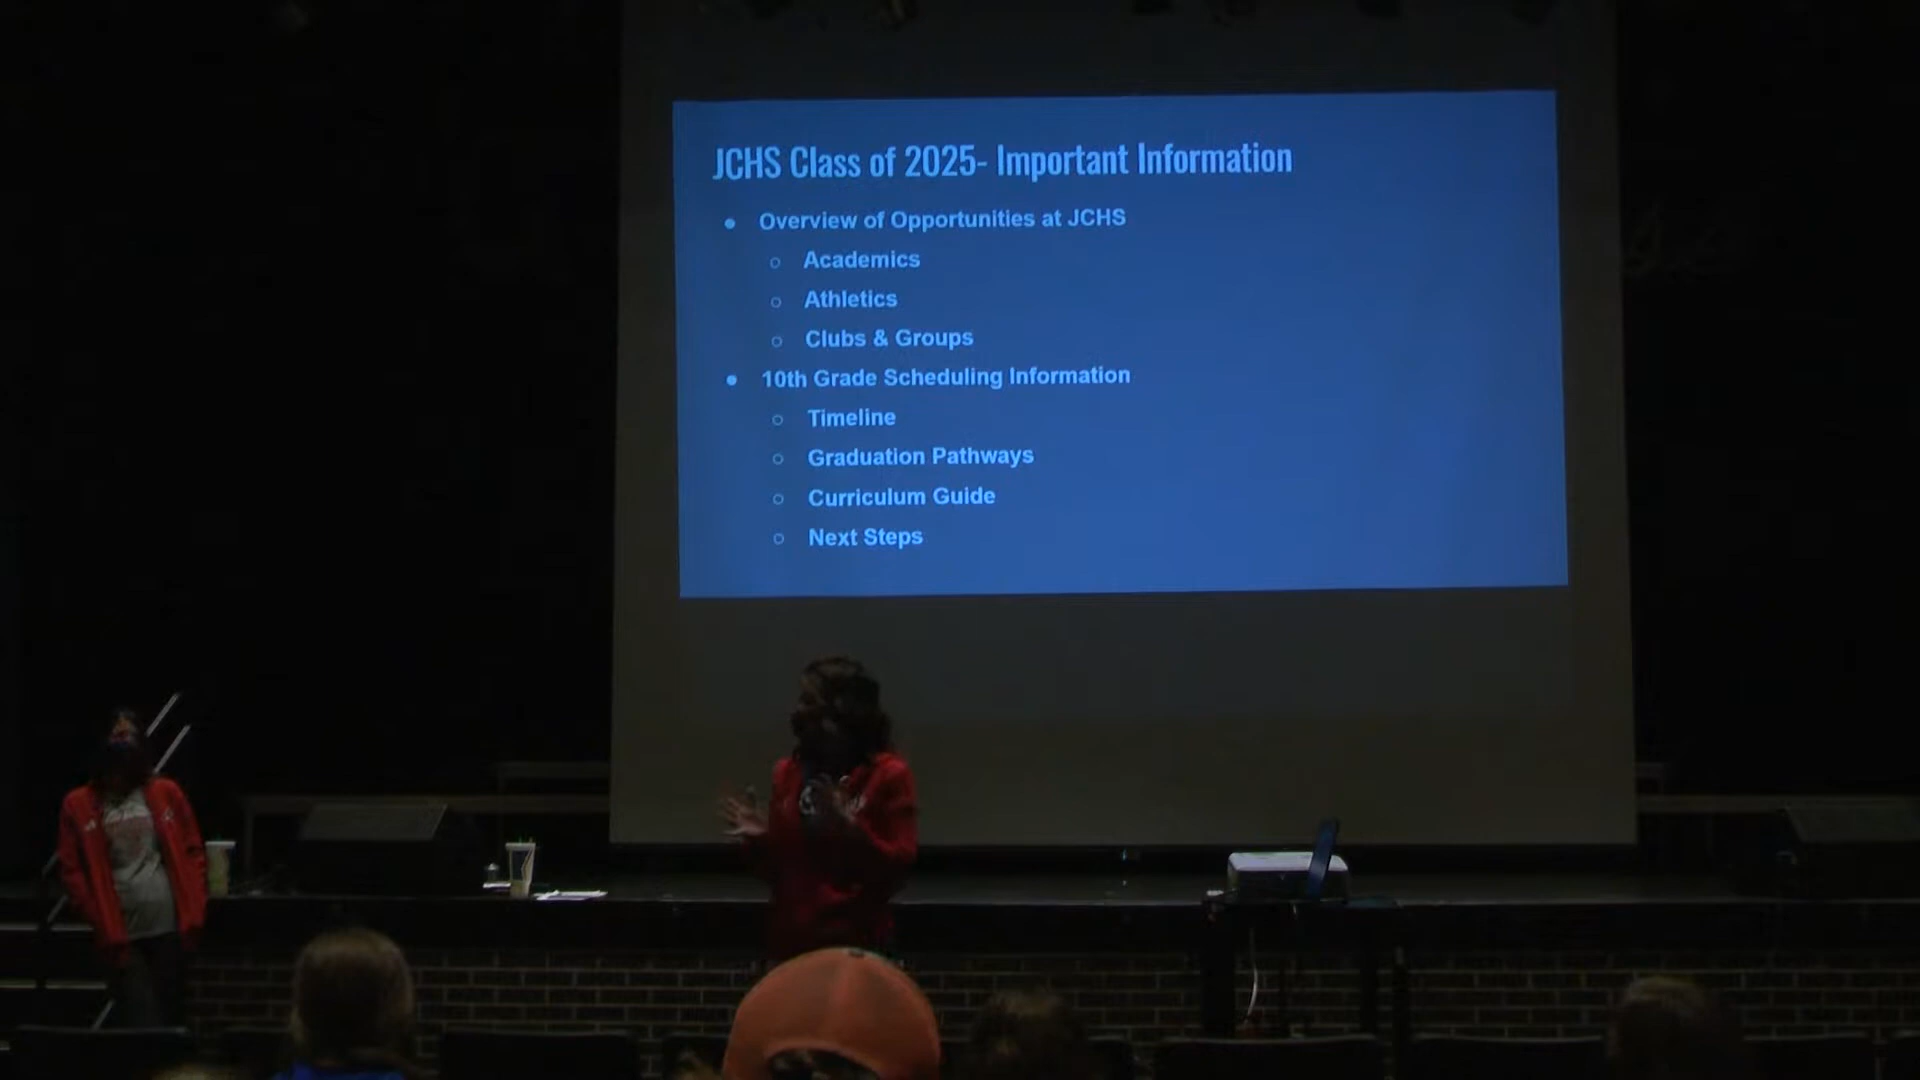 JCHS Class of 2025- Important Information
● Overview of Opportunities at JCHS
○ Academics
○ Athletics
○ Clubs & Groups
● 10th Grade Scheduling Information
○ Timeline
○ Graduation Pathways
○ Curriculum Guide
○ Next Steps